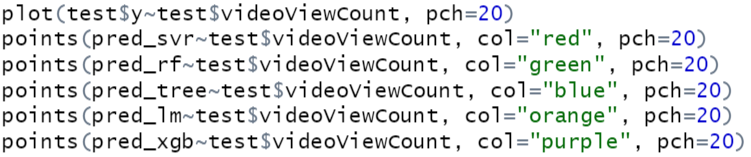 plot(test$y~test$videoViewCount, pch=20)
points(pred_svr~test$videoViewCount, col="red", pch=20)
points(pred_rf~test$videoViewCount, col="green", pch=20)
points(pred_tree~test$videoViewCount, col="blue", pch=20)
points(pred_lm~test$videoViewCount, col="orange", pch=20)
points(pred_xgb~test$videoViewCount, col="purple", pch=20)